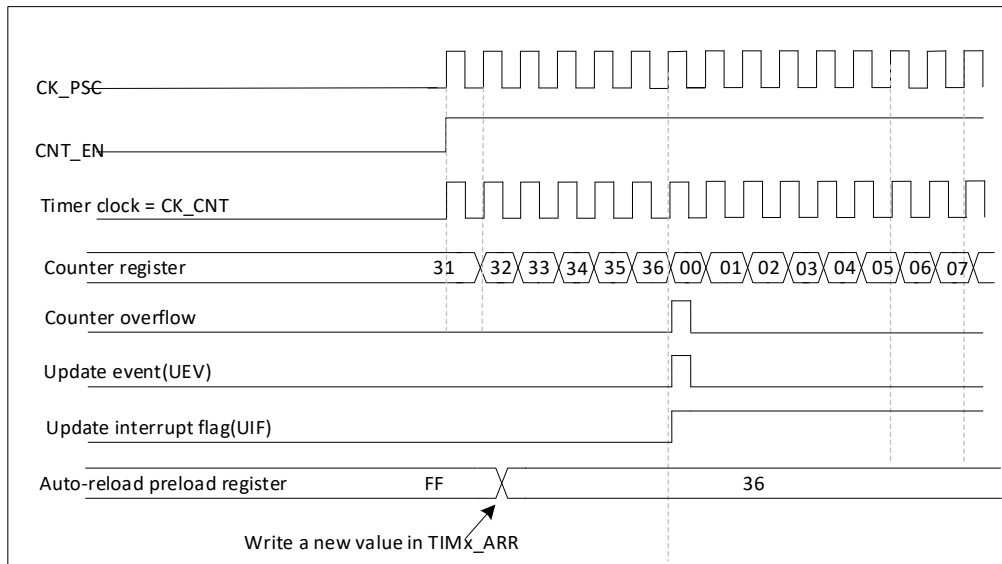 CK_PSC
CNT_EN
Timer clock = CK_CNT
Counter register 31 32 33 34 35 36 00 01 02 03 04 05 06 07
Counter overflow
Update event(UEV)
Update interrupt flag(UIF)
Auto-reload preload register FF 36
Write a new value in TIMx_ARR